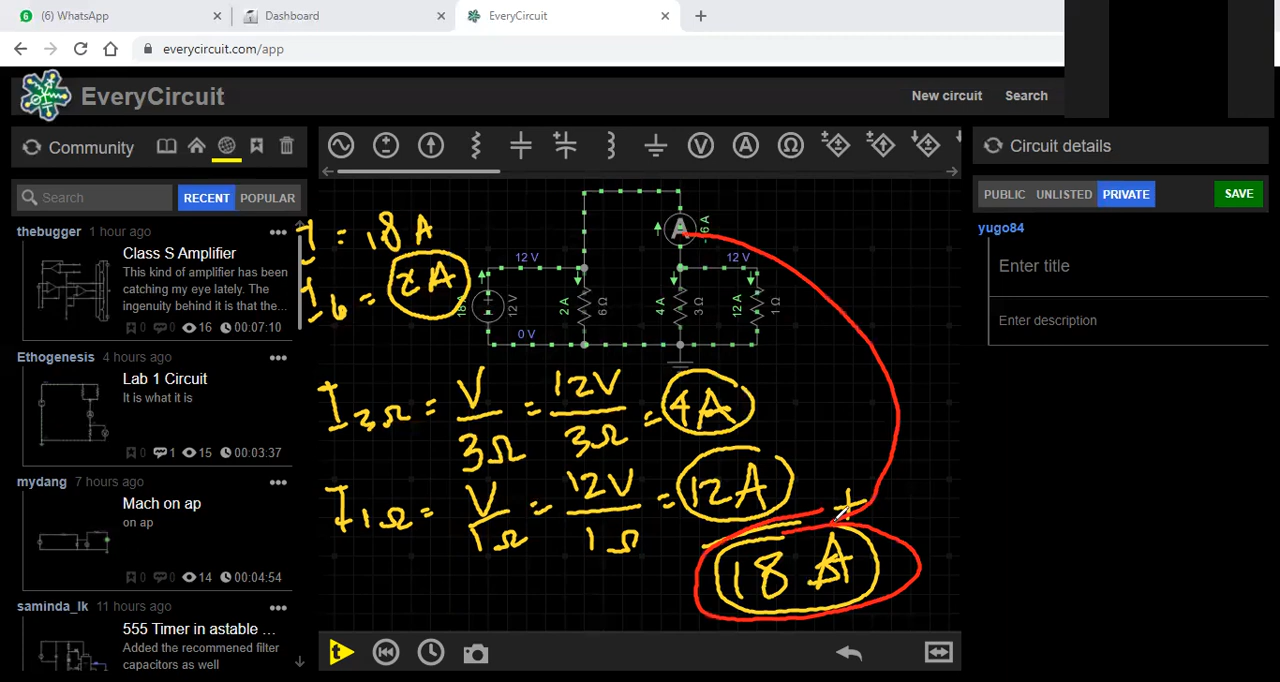 (6) WhatsApp
Dashboard
EveryCircuit
everycircuit.com/app
EveryCircuit
New circuit
Search
Community
Search
RECENT
POPULAR
thebugger 1 hour ago
Class S Amplifier
This kind of amplifier has been
catching my eye lately. The
ingenuity behind it is that the
0 0 16 00:07:10
Ethogenesis 4 hours ago
Lab 1 Circuit
It is what it is
0 1 15 00:03:37
mydang 7 hours ago
Mach on ap
on ap
0 0 14 00:04:54
saminda_lk 11 hours ago
555 Timer in astable ...
Added the recommened filter
capacitors as well
V
A
Ω
A
12 V
12 V
18 A
12 V
2 A
6 Ω
4 A
3 Ω
12 A
1 Ω
0 V
= 18 A
6 = 2A
I 3Ω = V/3Ω = 12V/3Ω = 4A
I 1Ω = V/1Ω = 12V/1Ω = 12A +
18 A
t
Circuit details
PUBLIC
UNLISTED
PRIVATE
SAVE
yugo84
Enter title
Enter description